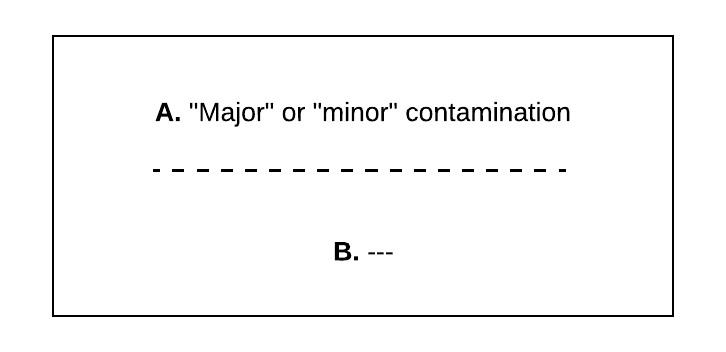 A. "Major" or "minor" contamination
B. ---